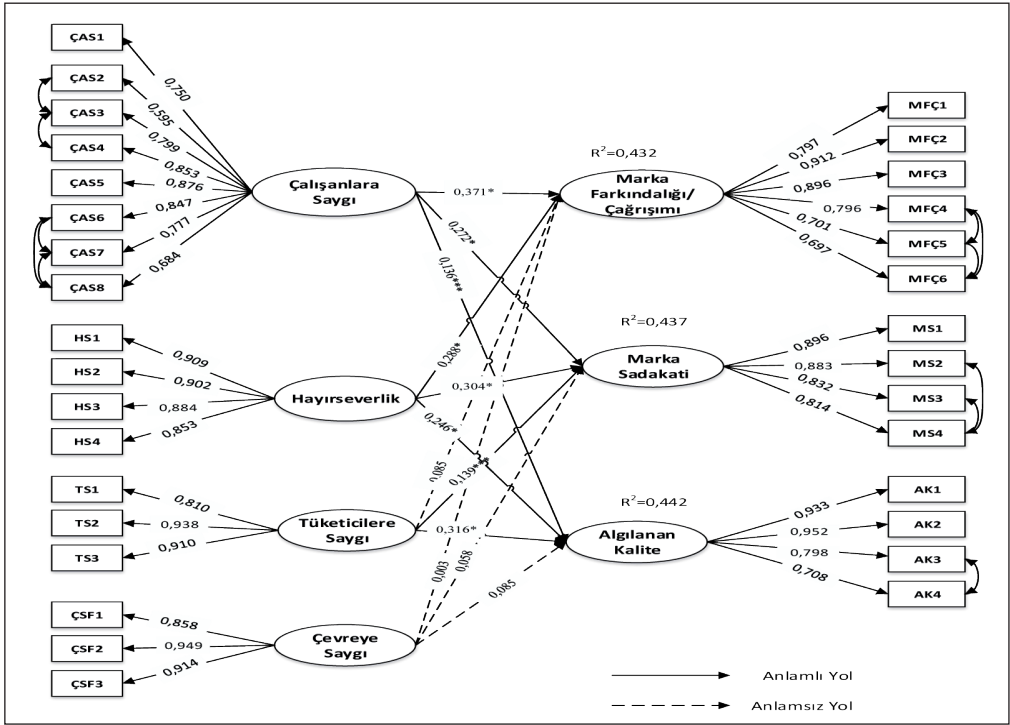 ÇAS1
ÇAS2
ÇAS3
ÇAS4
ÇAS5
ÇAS6
ÇAS7
ÇAS8
0,750
0,595
0,799
0,853
0,876
0,847
0,777
0,684
Çalışanlara
Saygı
HS1
HS2
HS3
HS4
0,909
0,902
0,884
0,853
Hayırseverlik
TS1
TS2
TS3
0,810
0,938
0,910
Tüketicilere
Saygı
ÇSF1
ÇSF2
ÇSF3
0,858
0,949
0,914
Çevreye
Saygı
0,371*
0,272*
0,136***
0,288*
0,304*
0,246*
0,085
0,139***
0,316*
0,003
0,058
0,085
R²=0,432
Marka
Farkındalığı/
Çağrışımı
0,797
0,912
0,896
0,796
0,701
0,697
MFÇ1
MFÇ2
MFÇ3
MFÇ4
MFÇ5
MFÇ6
R²=0,437
Marka
Sadakati
0,896
0,883
0,832
0,814
MS1
MS2
MS3
MS4
R²=0,442
Algılanan
Kalite
0,933
0,952
0,798
0,708
AK1
AK2
AK3
AK4
Anlamlı Yol
Anlamsız Yol